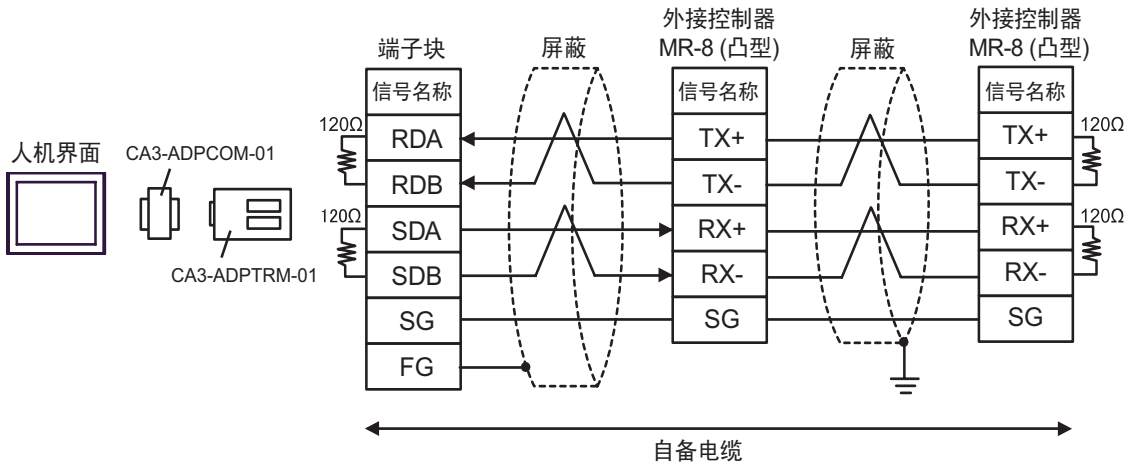 外接控制器
MR-8 (凸型)
外接控制器
MR-8 (凸型)
端子块
屏蔽
屏蔽
信号名称
信号名称
信号名称
人机界面
CA3-ADPCOM-01
CA3-ADPTRM-01
120Ω
120Ω
RDA
RDB
SDA
SDB
SG
FG
TX+
TX-
RX+
RX-
SG
TX+
TX-
RX+
RX-
SG
120Ω
120Ω
自备电缆